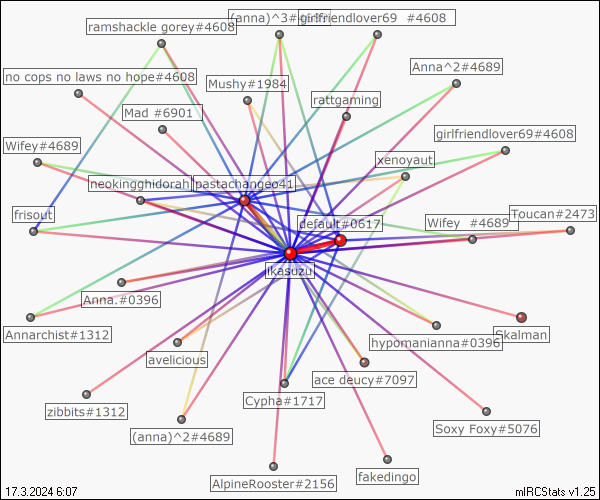 (anna)^3#4689
girlfriendlover69 #4608
ramshackle gorey#4608
Anna^2#4689
no cops no laws no hope#4608
Mushy#1984
rattgaming
Mad #6901
girlfriendlover69#4608
Wifey#4689
xenoyaut
neokingghidorah
pastachangeo41
frisout
default#0617
Wifey #4689
Toucan#2473
ikasuzu
Anna.#0396
Annarchist#1312
Skalman
hypomanianna#0396
avelicious
ace deucy#7097
Cypha#1717
zibbits#1312
Soxy Foxy#5076
(anna)^2#4689
AlpineRooster#2156
fakedingo
17.3.2024 6:07
mIRCStats v1.25